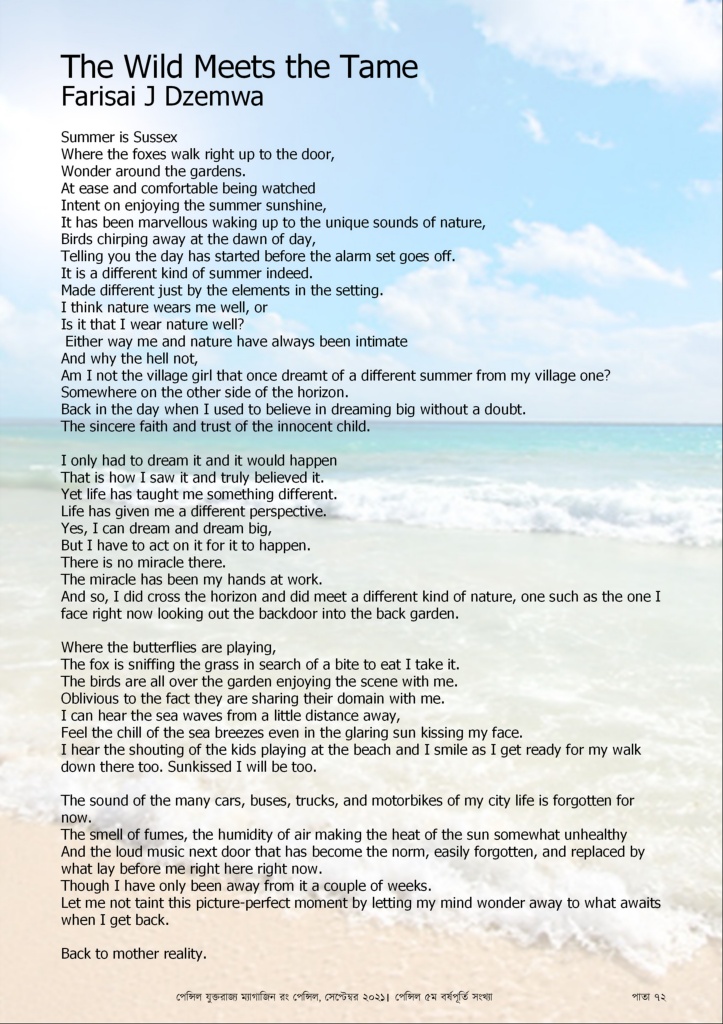 The Wild Meets the Tame
Farisai J Dzemwa
Summer is Sussex
Where the foxes walk right up to the door,
Wonder around the gardens.
At ease and comfortable being watched
Intent on enjoying the summer sunshine,
It has been marvellous waking up to the unique sounds of nature,
Birds chirping away at the dawn of day,
Telling you the day has started before the alarm set goes off.
It is a different kind of summer indeed.
Made different just by the elements in the setting.
I think nature wears me well, or
Is it that I wear nature well?
Either way me and nature have always been intimate
And why the hell not,
Am I not the village girl that once dreamt of a different summer from my village one?
Somewhere on the other side of the horizon.
Back in the day when I used to believe in dreaming big without a doubt.
The sincere faith and trust of the innocent child.
I only had to dream it and it would happen
That is how I saw it and truly believed it.
Yet life has taught me something different.
Life has given me a different perspective.
Yes, I can dream and dream big,
But I have to act on it for it to happen.
There is no miracle there.
The miracle has been my hands at work.
And so, I did cross the horizon and did meet a different kind of nature, one such as the one I
face right now looking out the backdoor into the back garden.
Where the butterflies are playing,
The fox is sniffing the grass in search of a bite to eat I take it.
The birds are all over the garden enjoying the scene with me.
Oblivious to the fact they are sharing their domain with me.
I can hear the sea waves from a little distance away,
Feel the chill of the sea breezes even in the glaring sun kissing my face.
I hear the shouting of the kids playing at the beach and I smile as I get ready for my walk
down there too. Sunkissed I will be too.
The sound of the many cars, buses, trucks, and motorbikes of my city life is forgotten for
now.
The smell of fumes, the humidity of air making the heat of the sun somewhat unhealthy
And the loud music next door that has become the norm, easily forgotten, and replaced by
what lay before me right here right now.
Though I have only been away from it a couple of weeks.
Let me not taint this picture-perfect moment by letting my mind wonder away to what awaits
when I get back.
Back to mother reality.
পেন্সিল যুক্তরাজ্য ম্যাগাজিন রং পেন্সিল, সেপ্টেম্বর ২০২১। পেন্সিল ৫ম বর্ষপূর্তি সংখ্যা পাতা ৭২